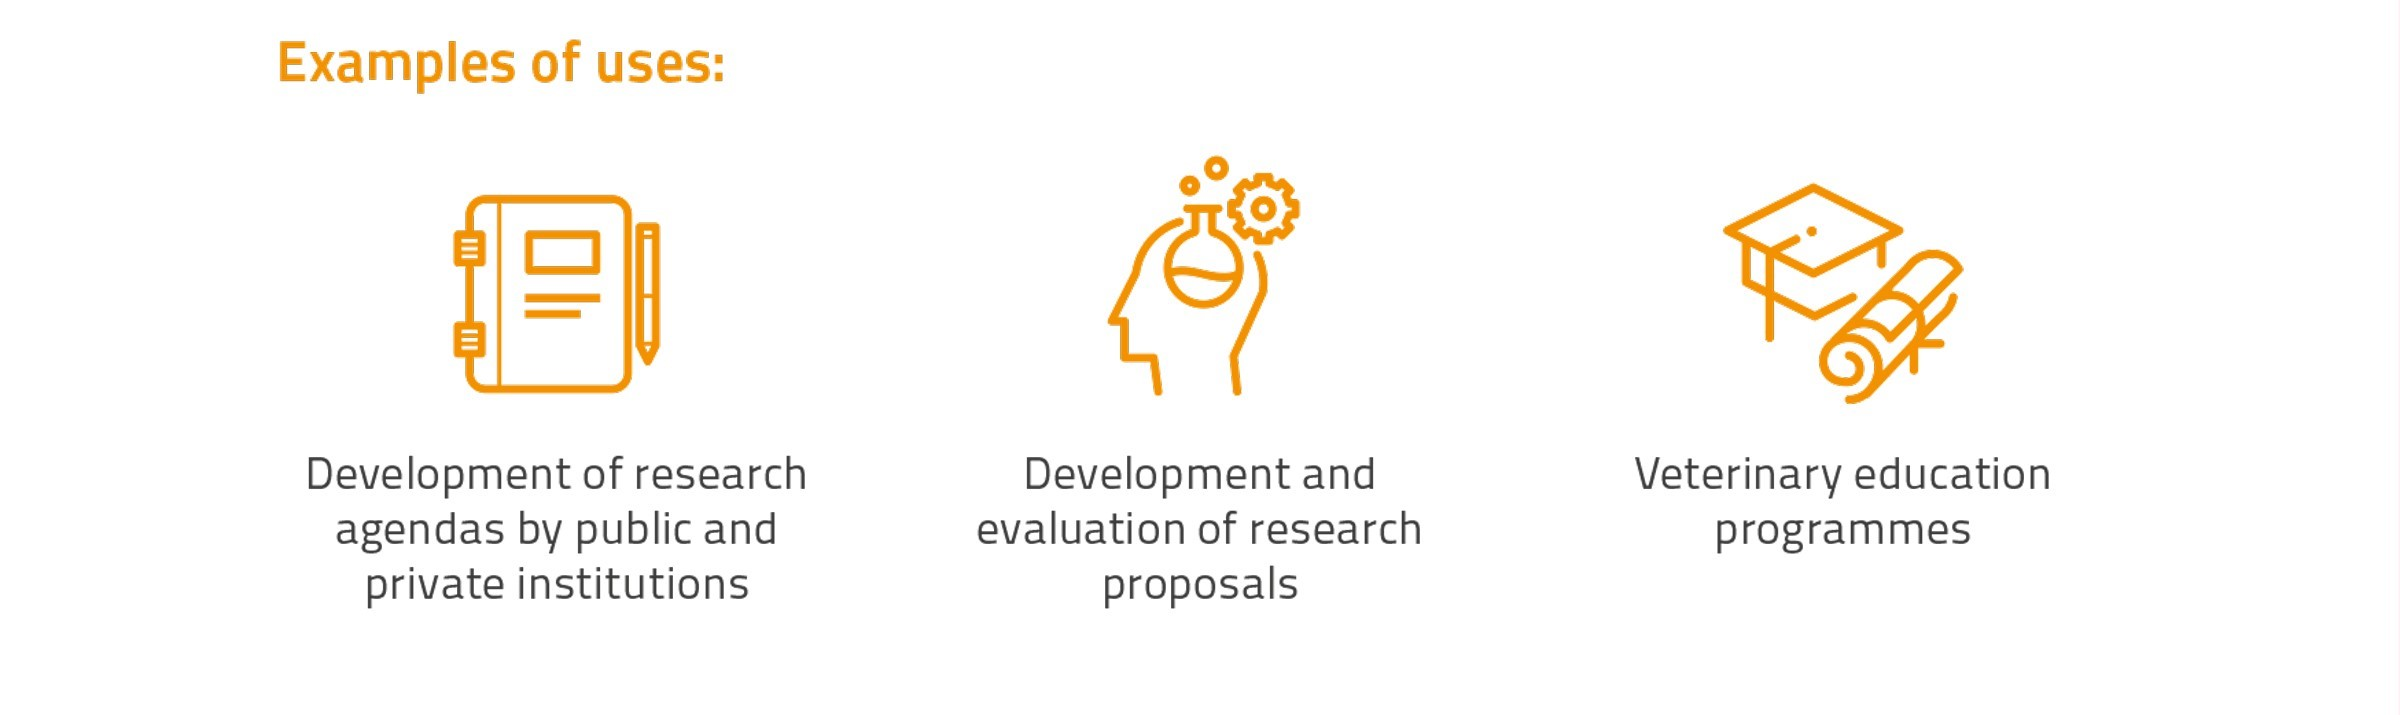 Examples of uses:
Development of research
agendas by public and
private institutions
Development and
evaluation of research
proposals
Veterinary education
programmes